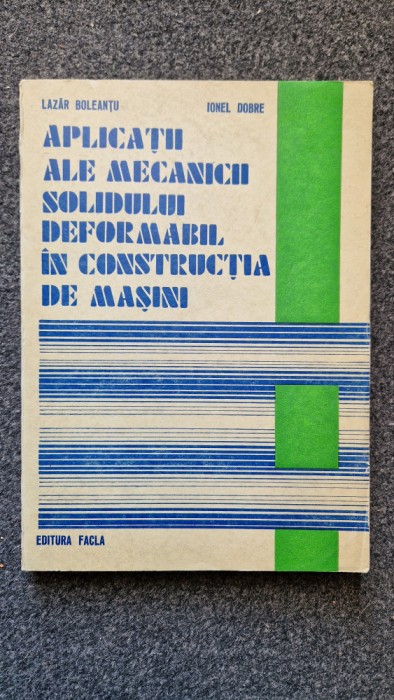 LAZĂR BOLEANȚU IONEL DOBRE
APLICAȚII
ALE MECANICII
SOLIDULUI
DEFORMABIL
ÎN CONSTRUCȚIA
DE MAȘINI
EDITURA FACLA